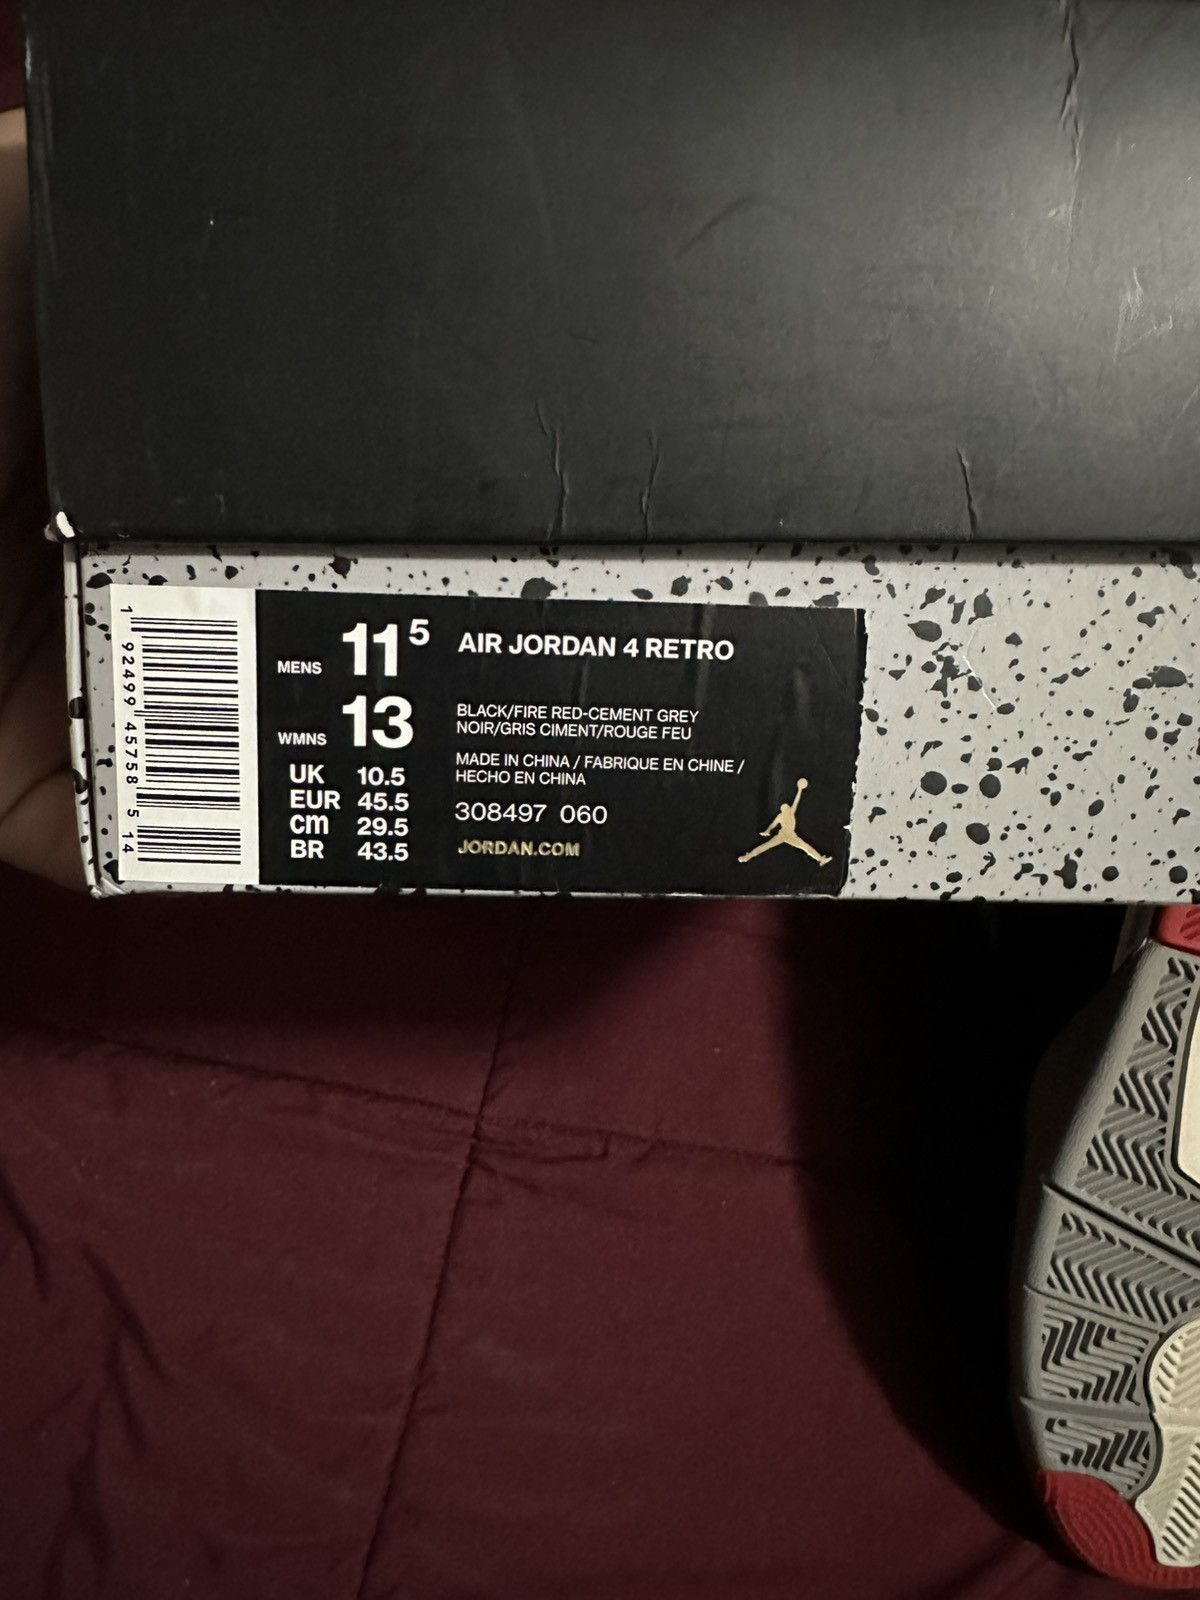 1 92499 45758 5 14
MENS 11⁵
WMNS 13
UK 10.5
EUR 45.5
cm 29.5
BR 43.5
AIR JORDAN 4 RETRO
BLACK/FIRE RED-CEMENT GREY
NOIR/GRIS CIMENT/ROUGE FEU
MADE IN CHINA / FABRIQUE EN CHINE /
HECHO EN CHINA
308497 060
JORDAN.COM